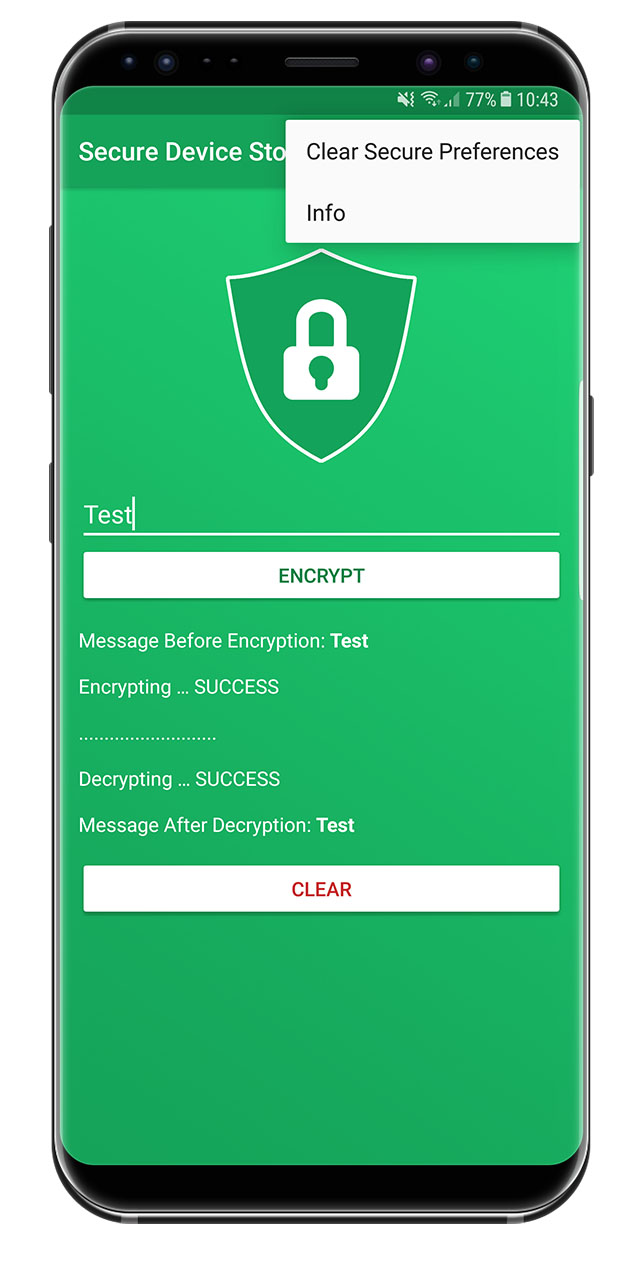 77% 10:43
Secure Device Sto
Clear Secure Preferences
Info
Test
ENCRYPT
Message Before Encryption: Test
Encrypting ... SUCCESS
...........................
Decrypting ... SUCCESS
Message After Decryption: Test
CLEAR